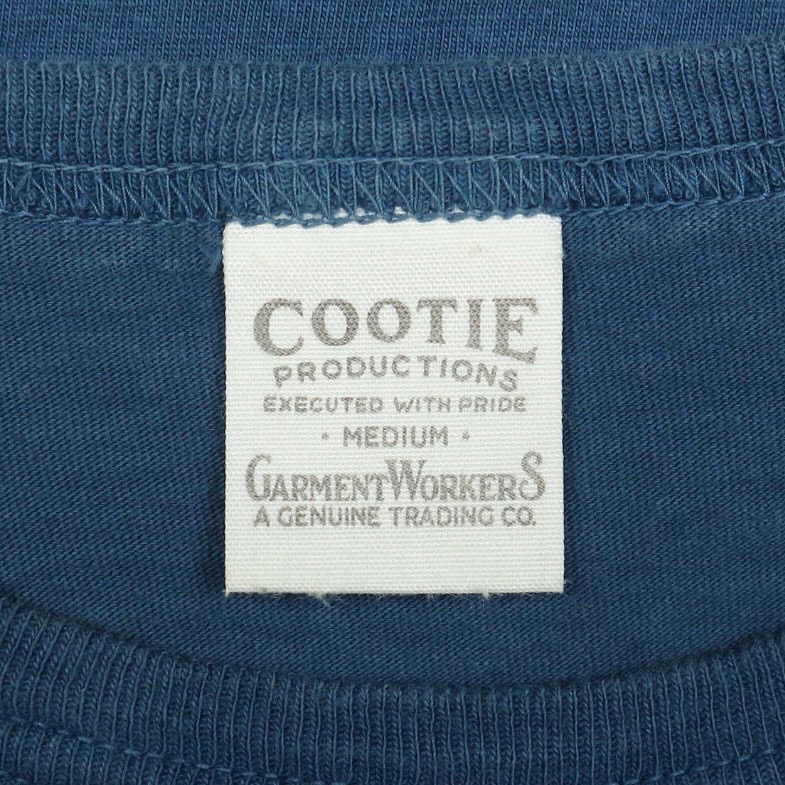 COOTIE
PRODUCTIONS
EXECUTED WITH PRIDE
· MEDIUM ·
GARMENTWORKERS
A GENUINE TRADING CO.